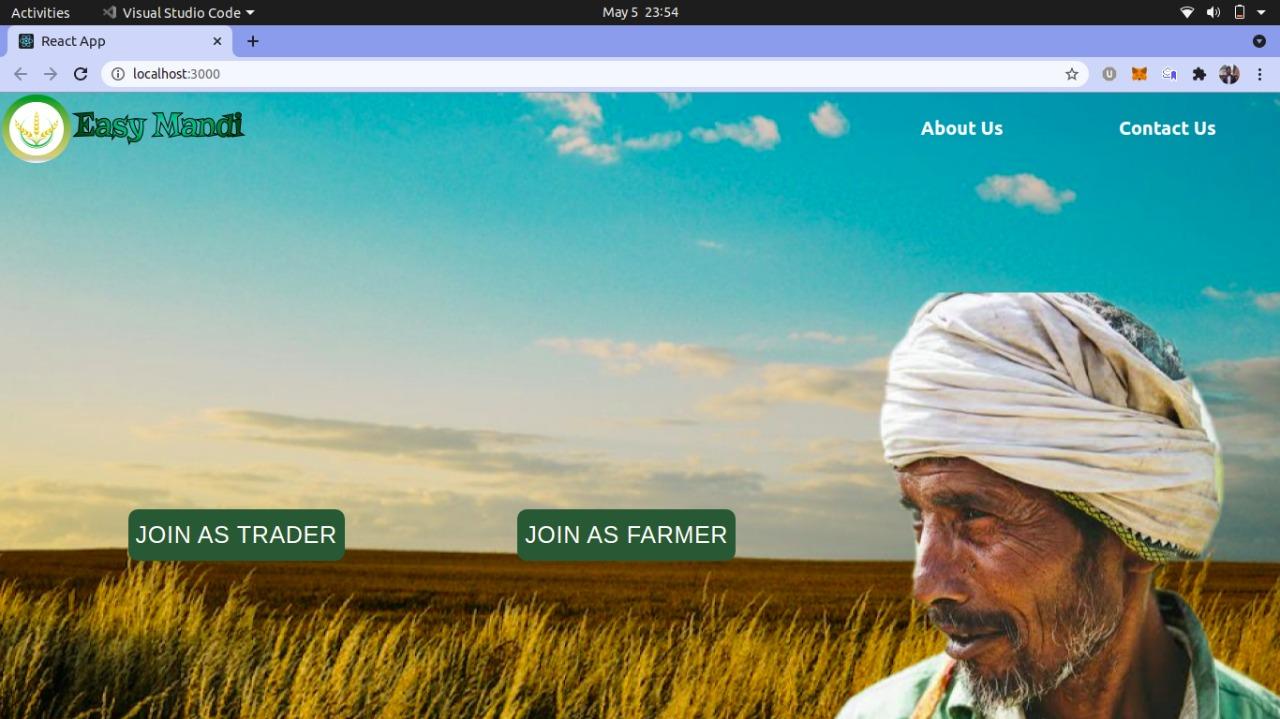 Activities Visual Studio Code May 5 23:54
React App
localhost:3000
Easy Mandi About Us Contact Us
JOIN AS TRADER JOIN AS FARMER